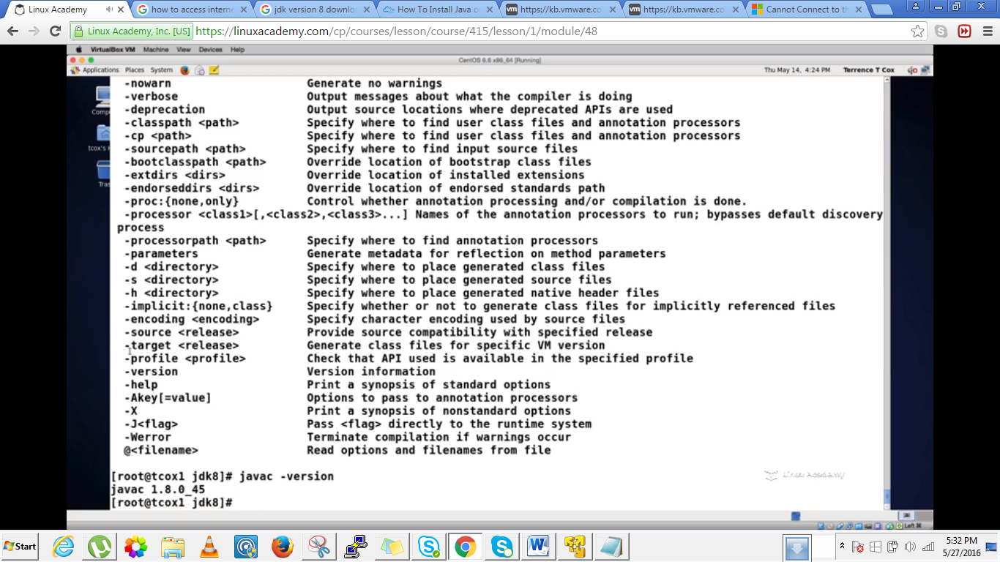 Linux Academy
how to access interne
jdk version 8 downloa
How To Install Java o
https://kb.vmware.co
https://kb.vmware.co
Cannot Connect to th
Linux Academy, Inc. [US] https://linuxacademy.com/cp/courses/lesson/course/415/lesson/1/module/48
VirtualBox VM Machine View Devices Help
CentOS 6.6 x86_64 [Running]
Applications Places System Thu May 14, 4:24 PM Terrence T Cox
Comp
tcox's H
Tras
-nowarn Generate no warnings
-verbose Output messages about what the compiler is doing
-deprecation Output source locations where deprecated APIs are used
-classpath <path> Specify where to find user class files and annotation processors
-cp <path> Specify where to find user class files and annotation processors
-sourcepath <path> Specify where to find input source files
-bootclasspath <path> Override location of bootstrap class files
-extdirs <dirs> Override location of installed extensions
-endorseddirs <dirs> Override location of endorsed standards path
-proc:{none,only} Control whether annotation processing and/or compilation is done.
-processor <class1>[,<class2>,<class3>...] Names of the annotation processors to run; bypasses default discovery
process
-processorpath <path> Specify where to find annotation processors
-parameters Generate metadata for reflection on method parameters
-d <directory> Specify where to place generated class files
-s <directory> Specify where to place generated source files
-h <directory> Specify where to place generated native header files
-implicit:{none,class} Specify whether or not to generate class files for implicitly referenced files
-encoding <encoding> Specify character encoding used by source files
-source <release> Provide source compatibility with specified release
-target <release> Generate class files for specific VM version
-profile <profile> Check that API used is available in the specified profile
-version Version information
-help Print a synopsis of standard options
-Akey[=value] Options to pass to annotation processors
-X Print a synopsis of nonstandard options
-J<flag> Pass <flag> directly to the runtime system
-Werror Terminate compilation if warnings occur
@<filename> Read options and filenames from file
[root@tcox1 jdk8]# javac -version
javac 1.8.0_45
[root@tcox1 jdk8]#
Linux Academy
Left ⌘
Start
5:32 PM
5/27/2016